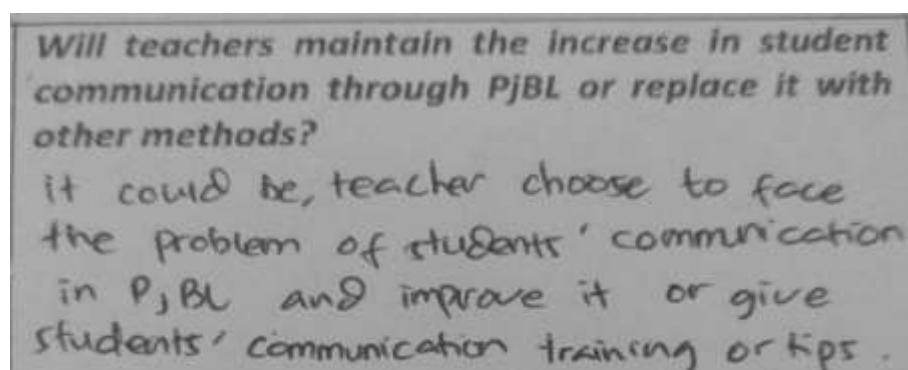 Will teachers maintain the increase in student
communication through PjBL or replace it with
other methods?
it could be, teacher choose to face
the problem of students' communication
in PjBL and improve it or give
students' communication training or tips.